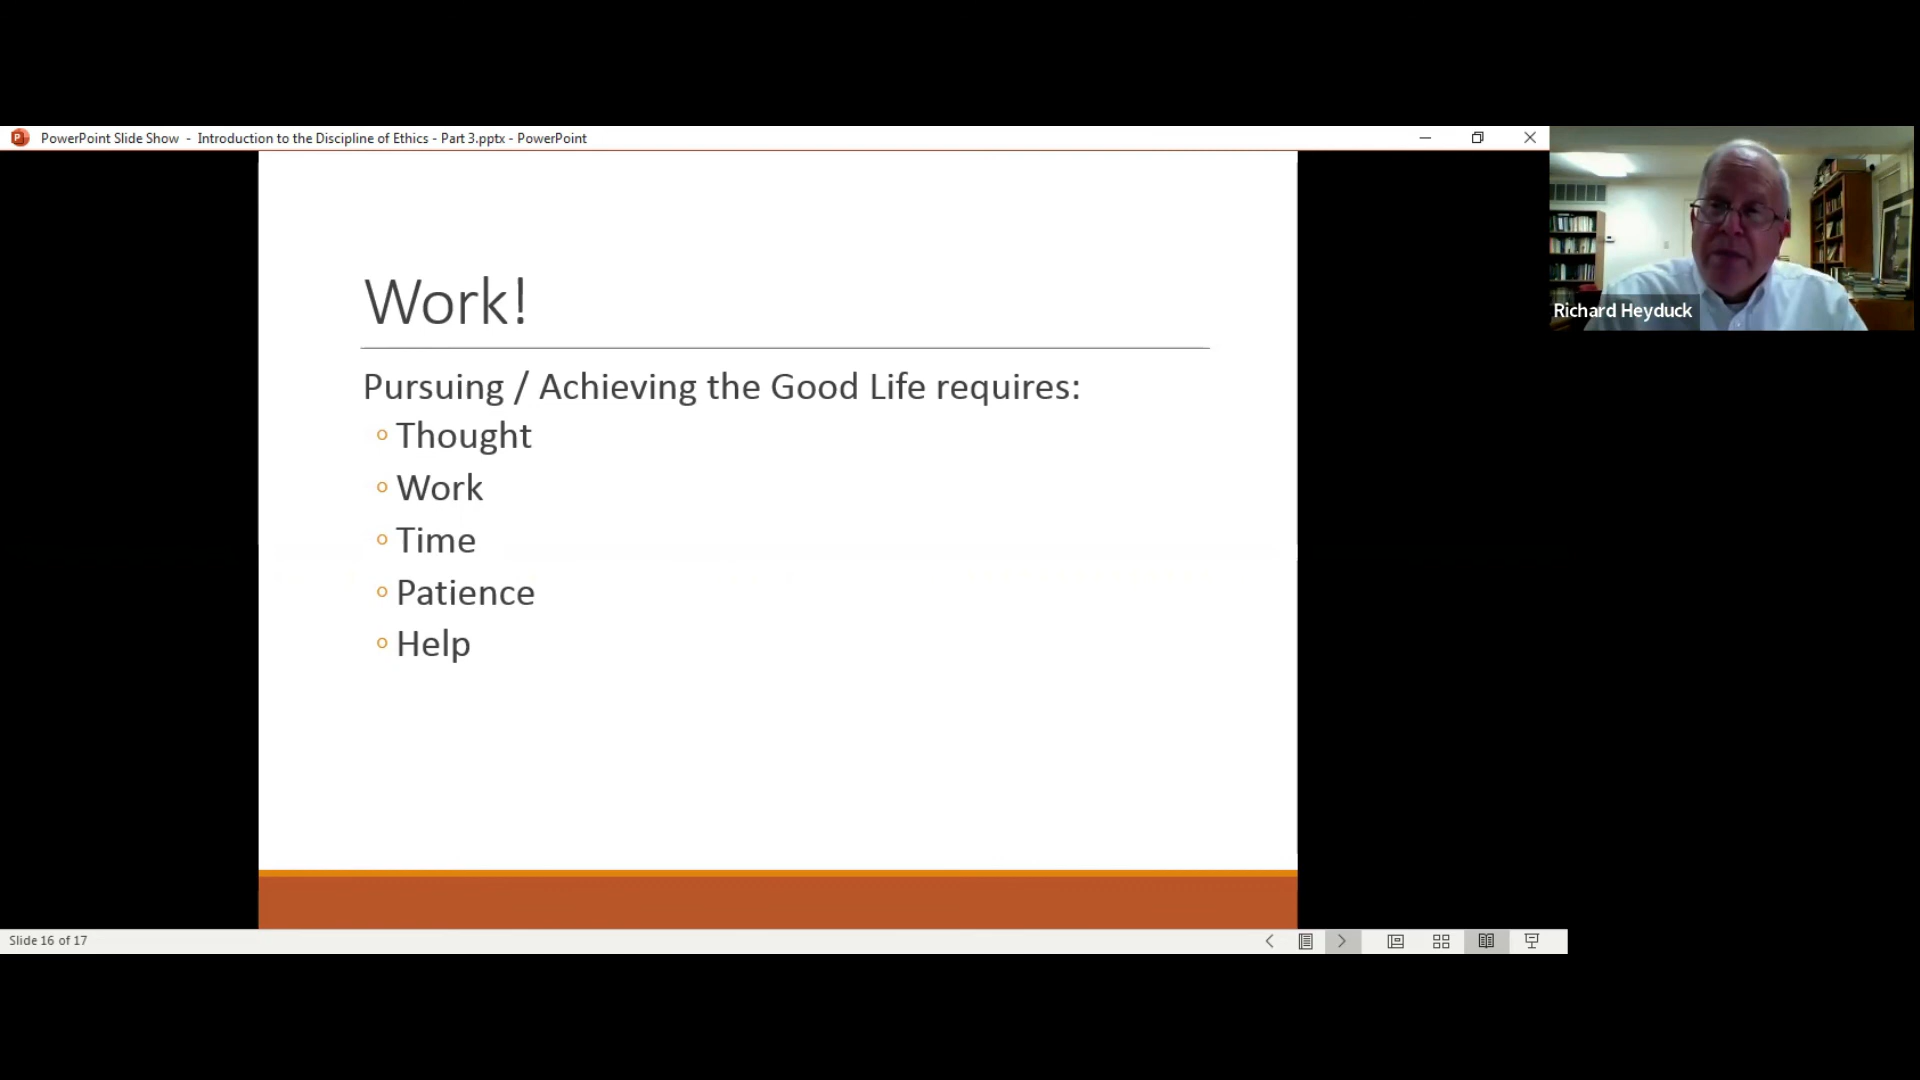 PowerPoint Slide Show - Introduction to the Discipline of Ethics - Part 3.pptx - PowerPoint
Richard Heyduck
Work!
Pursuing / Achieving the Good Life requires:
Thought
Work
Time
Patience
Help
Slide 16 of 17